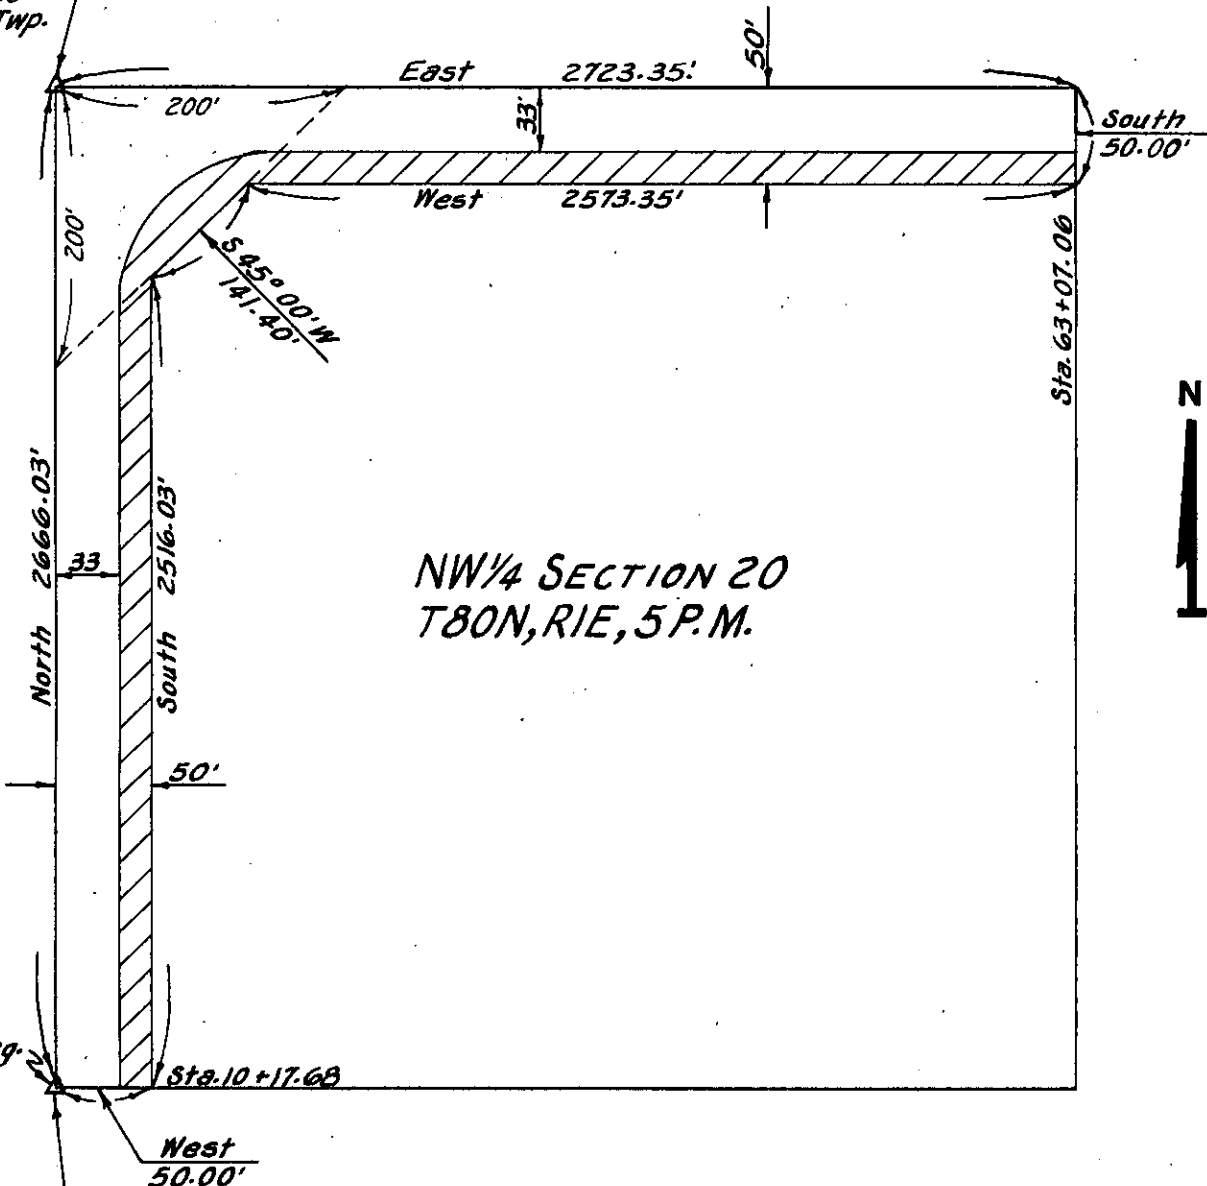 Twp.
East 2723.35'
50'
200'
33'
South
50.00'
West 2573.35'
200'
S 45° 00' W
141.40'
Sta. 63+07.06
N
North 2666.03'
33
South 2516.03'
NW¼ SECTION 20
T80N, R1E, 5 P.M.
50'
Sta. 10+17.68
West
50.00'